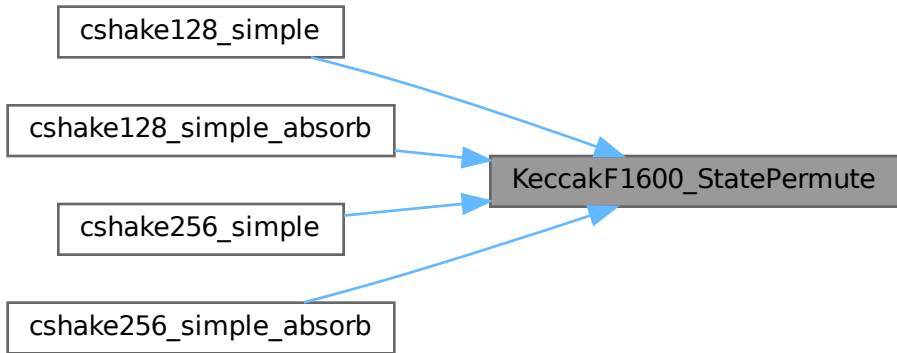 cshake128_simple
cshake128_simple_absorb
KeccakF1600_StatePermute
cshake256_simple
cshake256_simple_absorb